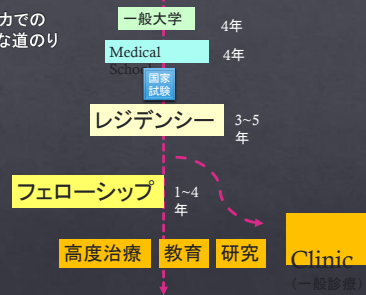 カでの
な道のり
一般大学
4年
Medical
School
4年
国家
試験
レジデンシー
3~5
年
フェローシップ
1~4
年
高度治療
教育
研究
Clinic
(一般診療)